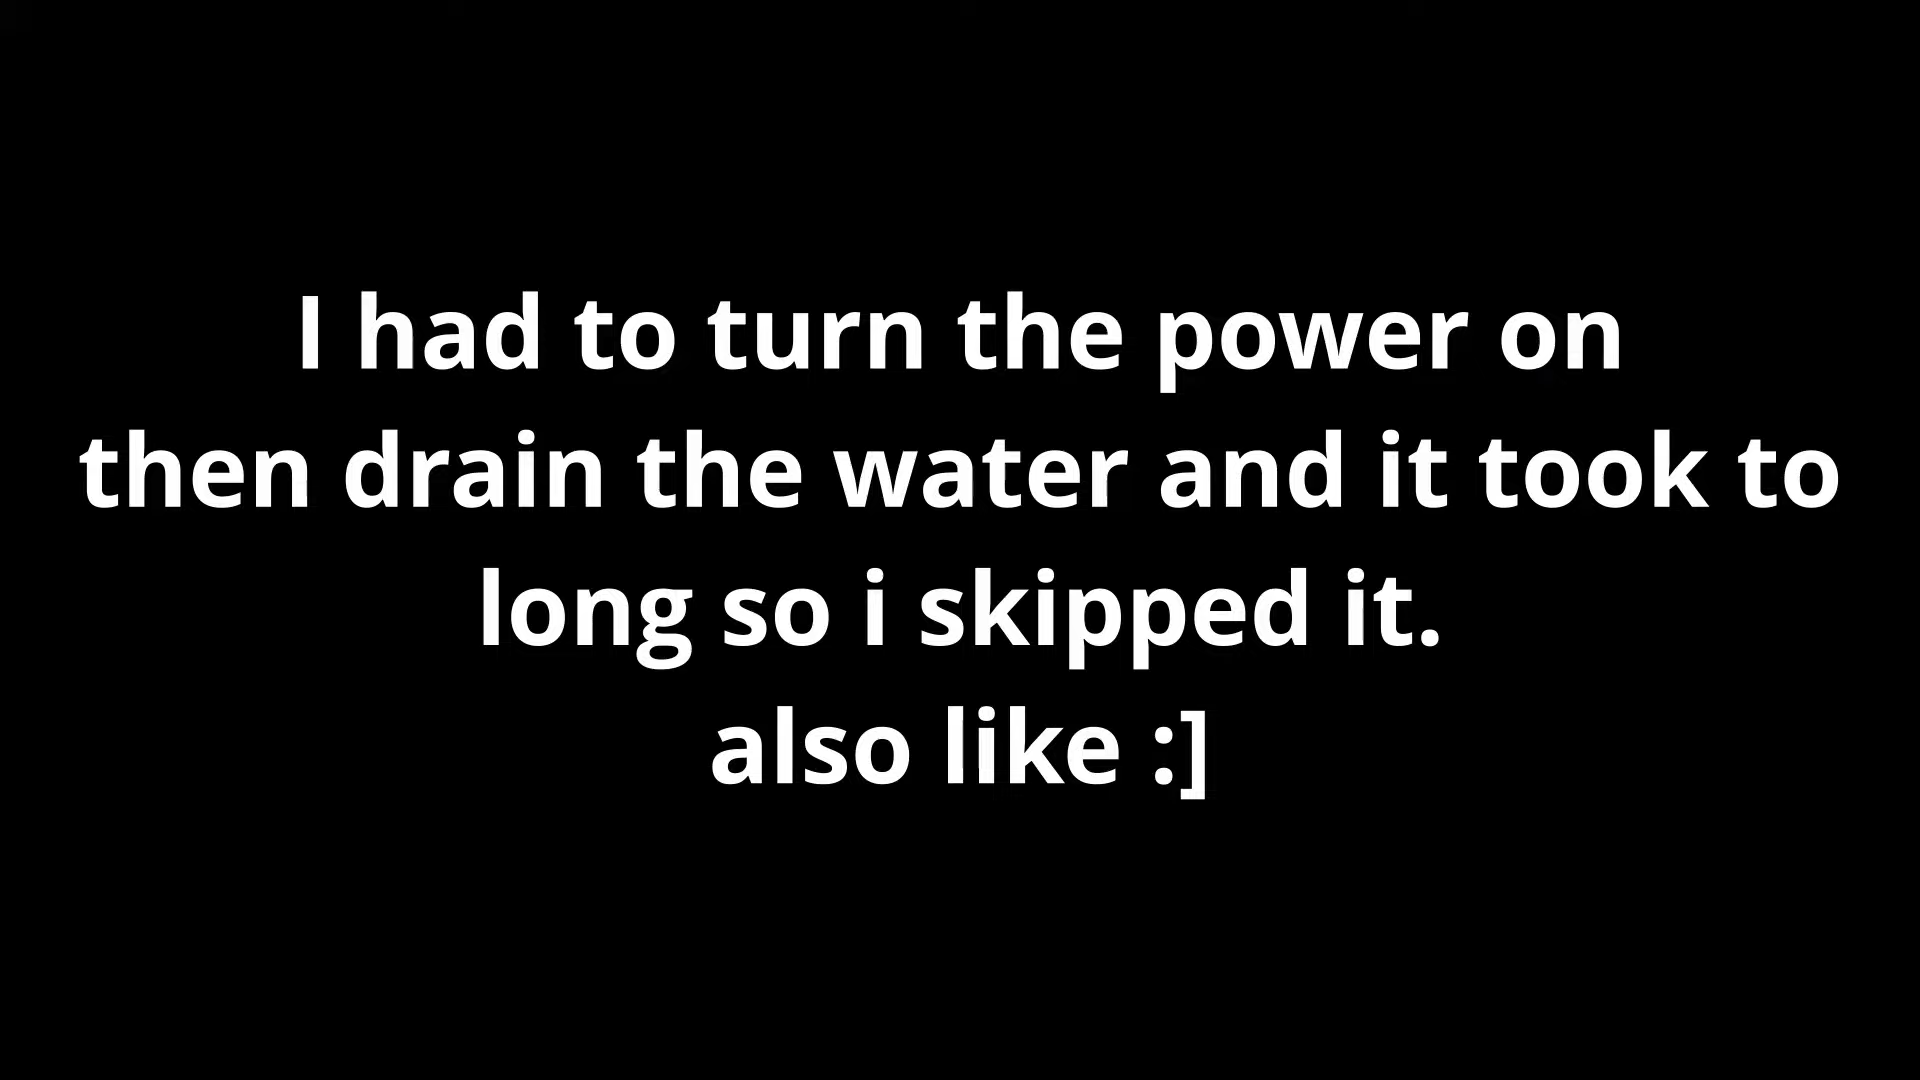 I had to turn the power on
then drain the water and it took to
long so i skipped it.
also like :]